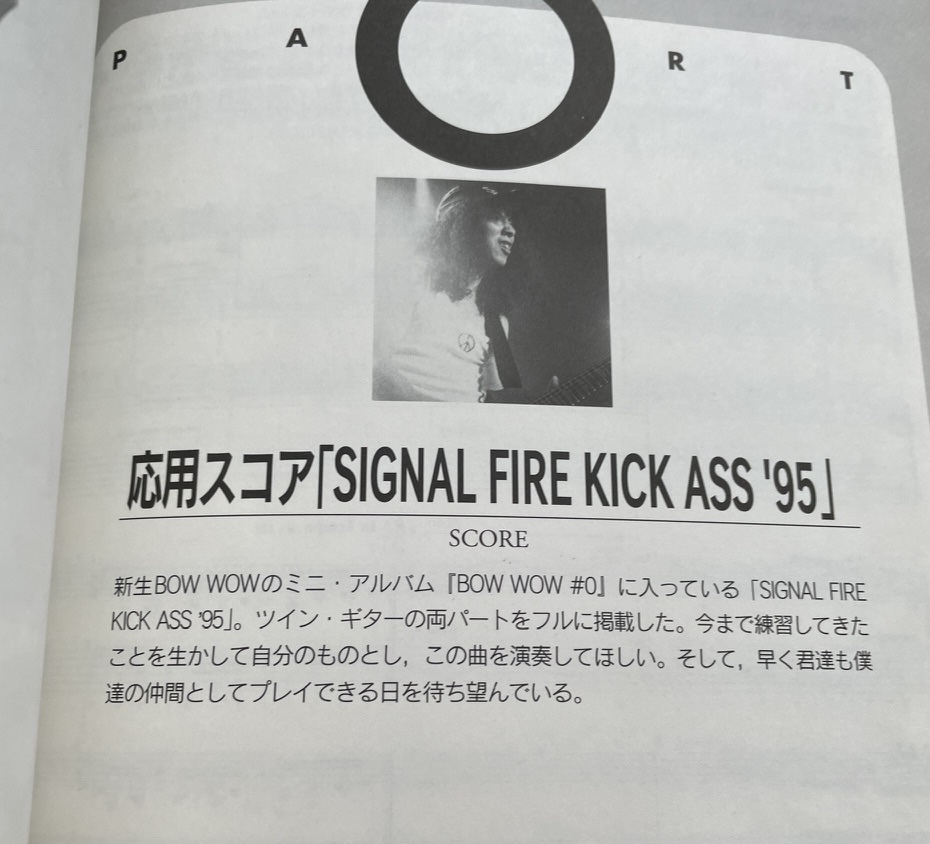 PART
応用スコア「SIGNAL FIRE KICK ASS '95」
SCORE
新生BOW WOWのミニ・アルバム『BOW WOW #0』に入っている「SIGNAL FIRE
KICK ASS '95」。ツイン・ギターの両パートをフルに掲載した。今まで練習してきた
ことを生かして自分のものとし，この曲を演奏してほしい。そして，早く君達も僕
達の仲間としてプレイできる日を待ち望んでいる。